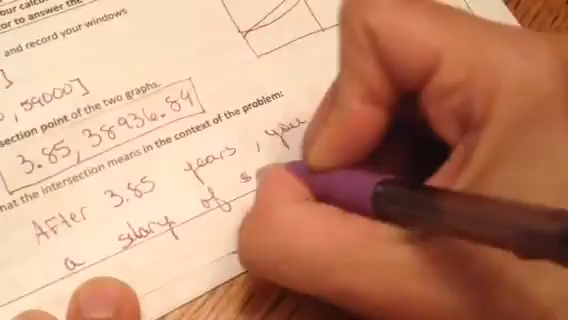 our calcu
or to answer the
and record your windows
]
, 59000]
section point of the two graphs.
3.85, 38936.84
hat the intersection means in the context of the problem:
After 3.85 years, you
a salary of